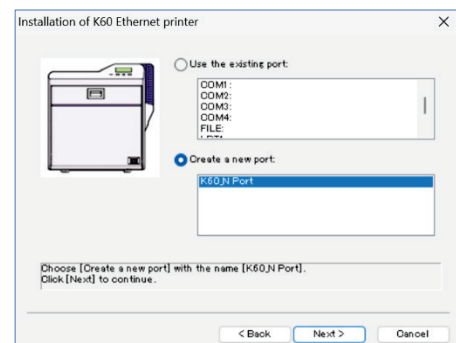 Installation of K60 Ethernet printer
Use the existing port:
COM1:
COM2:
COM3:
COM4:
FILE:
Create a new port:
K60_N Port
Choose [Create a new port] with the name [K60_N Port].
Click [Next] to continue.
< Back
Next >
Cancel